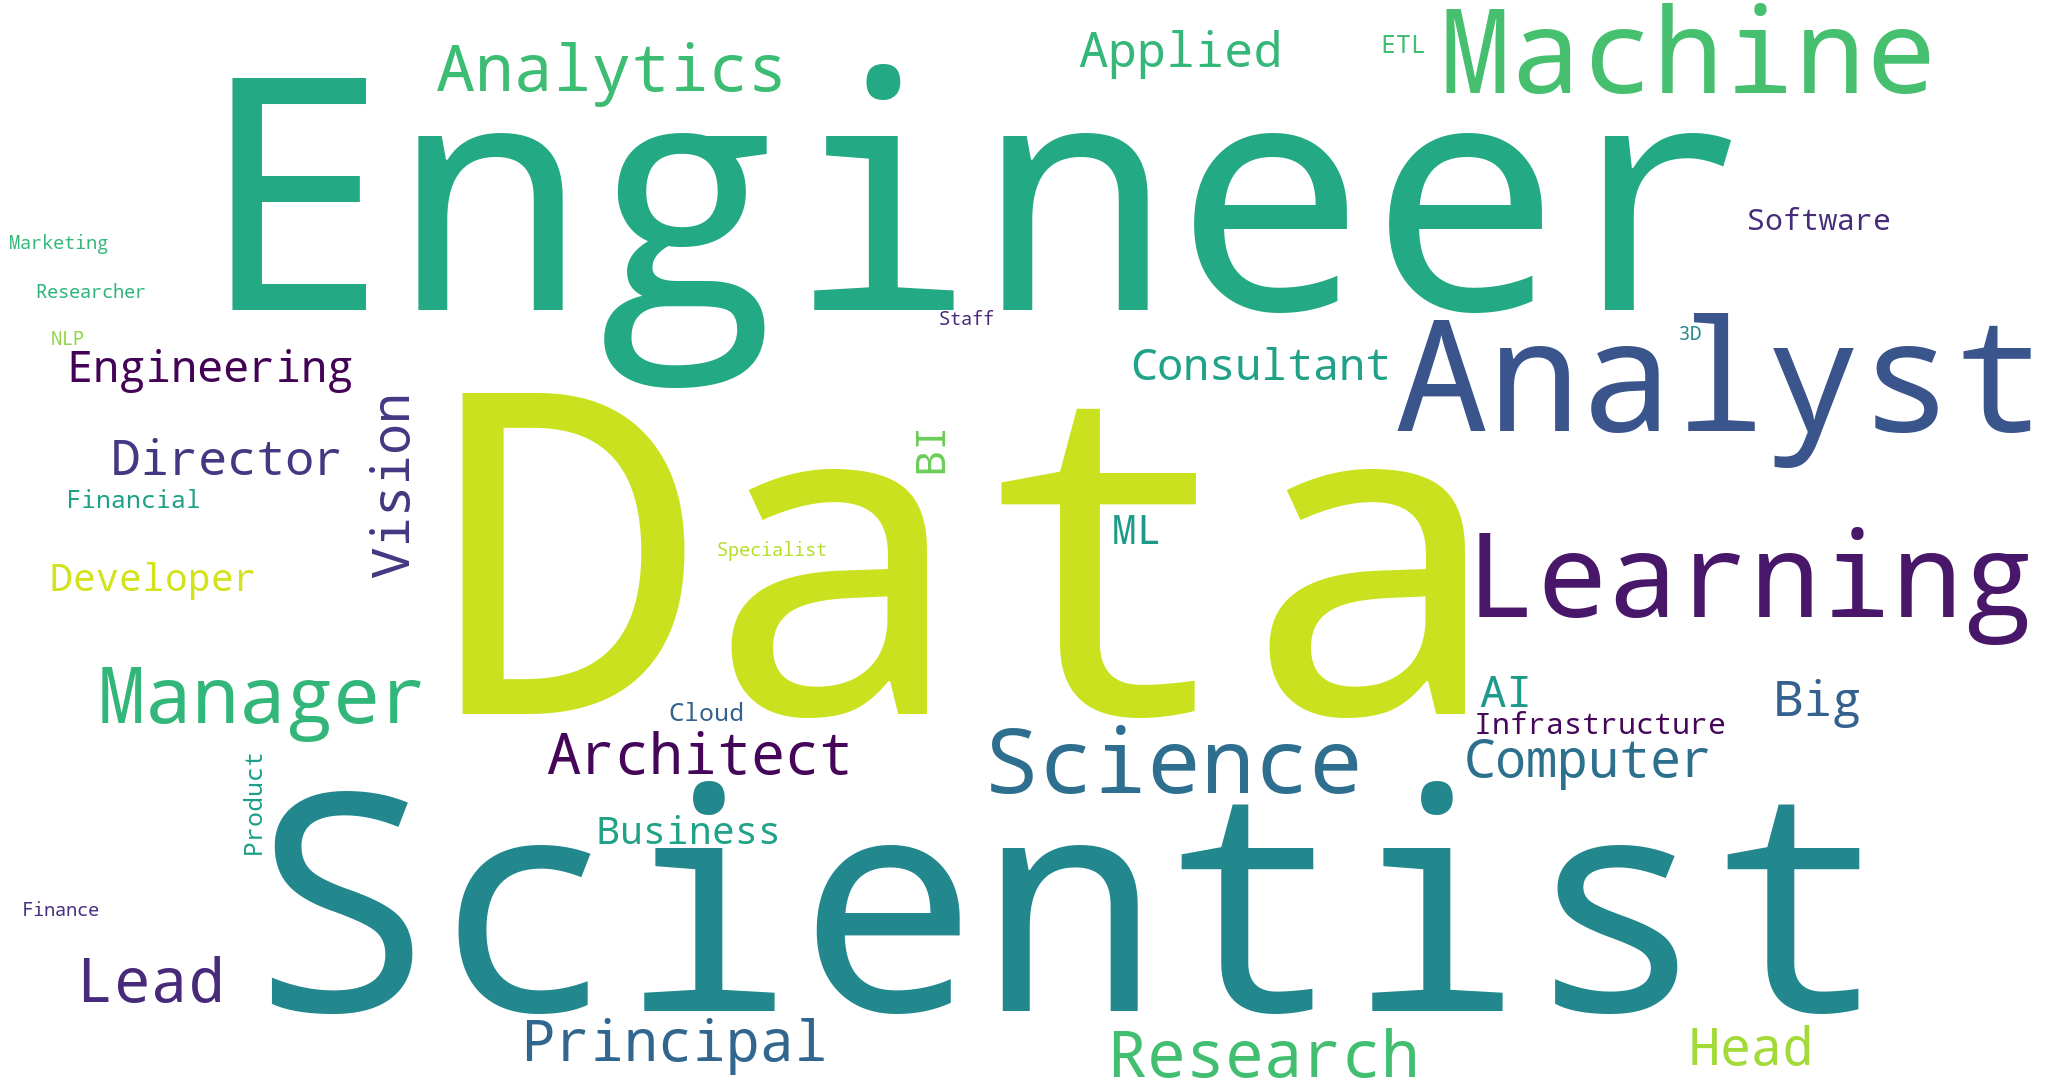 Analytics
Applied
ETL
Machine
Engineer
Software
Marketing
Researcher
NLP
Staff
3D
Engineering
Consultant
Analyst
Director
Vision
BI
Financial
Data
ML
Specialist
Developer
Learning
Manager
AI
Big
Cloud
Infrastructure
Architect
Science
Computer
Product
Business
Scientist
Finance
Lead
Principal
Research
Head